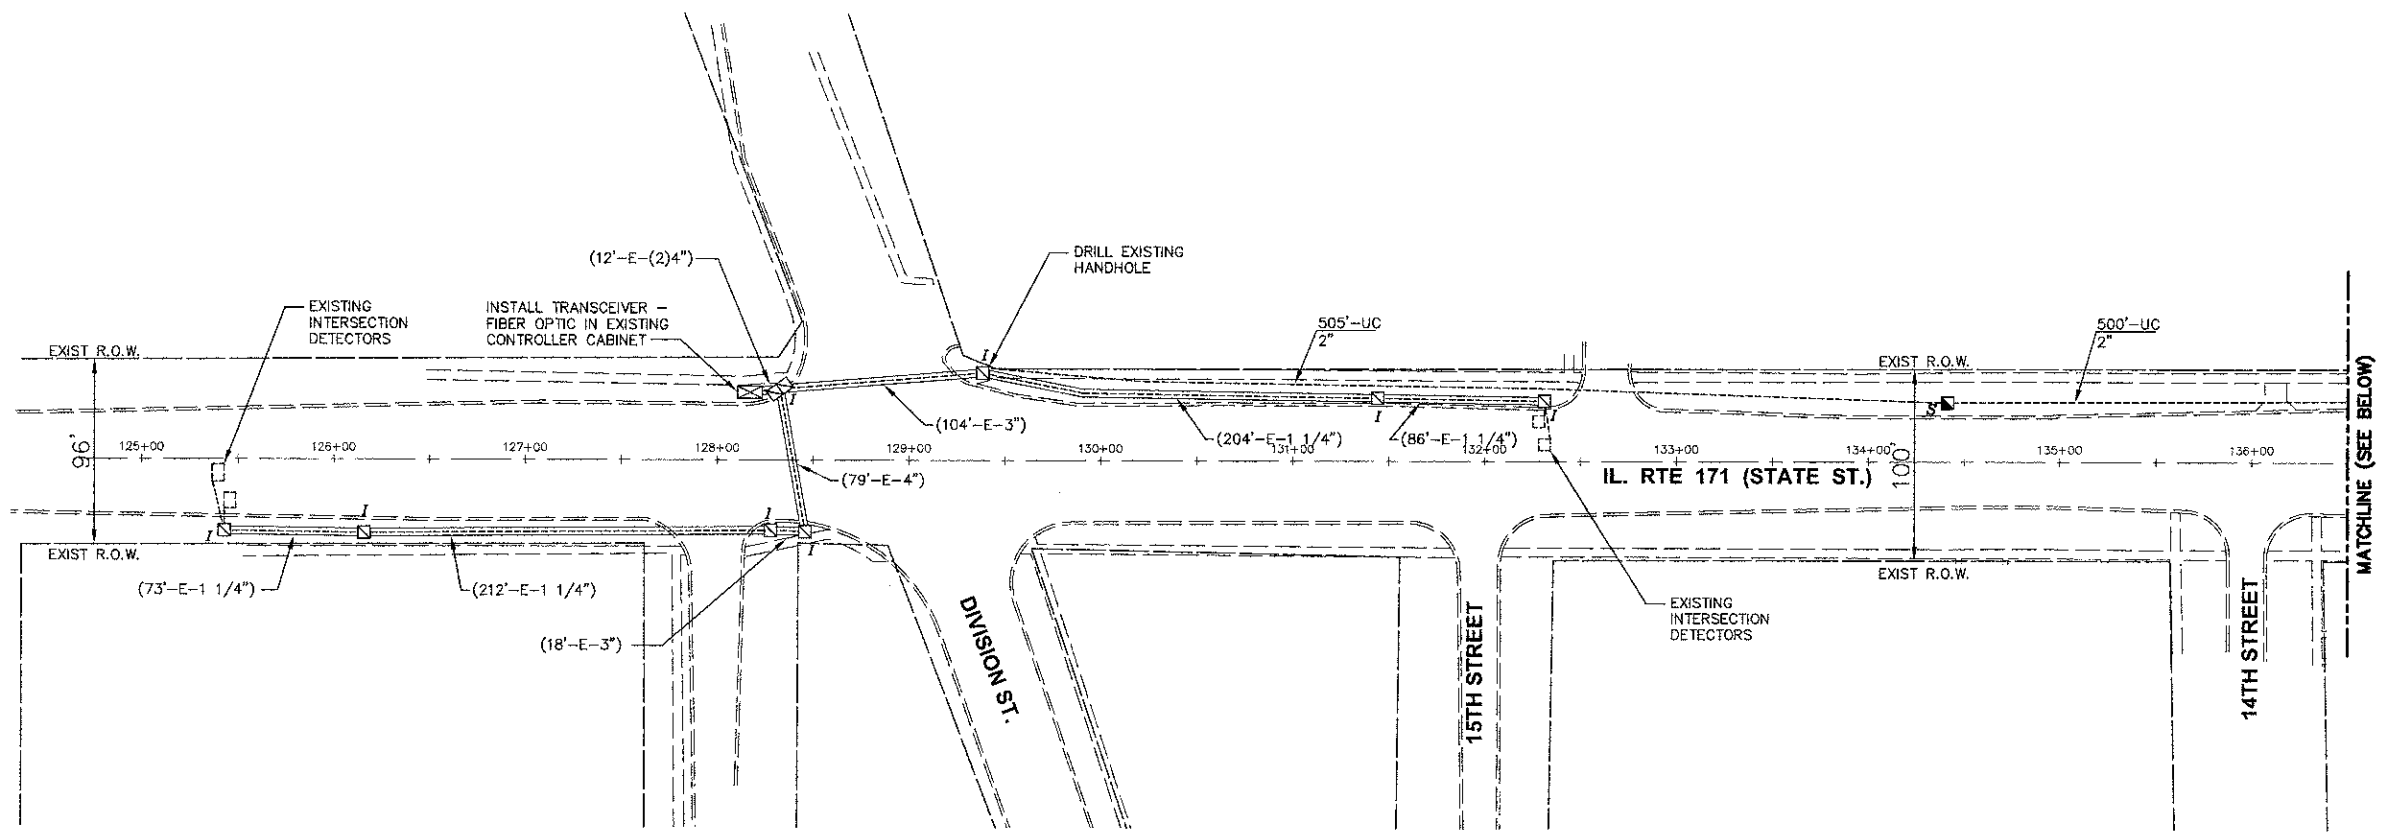 (12'-E-(2)4")
DRILL EXISTING
HANDHOLE
EXISTING
INTERSECTION
DETECTORS
INSTALL TRANSCEIVER –
FIBER OPTIC IN EXISTING
CONTROLLER CABINET
505'-UC
2"
500'-UC
2"
EXIST R.O.W.
EXIST R.O.W.
I
I
I
I
S
(104'-E-3")
(204'-E-1 1/4")
(86'-E-1 1/4")
96'
125+00
126+00
127+00
128+00
129+00
130+00
131+00
132+00
133+00
134+00
135+00
136+00
100'
IL. RTE 171 (STATE ST.)
MATCHLINE (SEE BELOW)
(79'-E-4")
I
I
I
I
EXIST R.O.W.
EXIST R.O.W.
(73'-E-1 1/4")
(212'-E-1 1/4")
(18'-E-3")
DIVISION ST.
15TH STREET
EXISTING
INTERSECTION
DETECTORS
14TH STREET